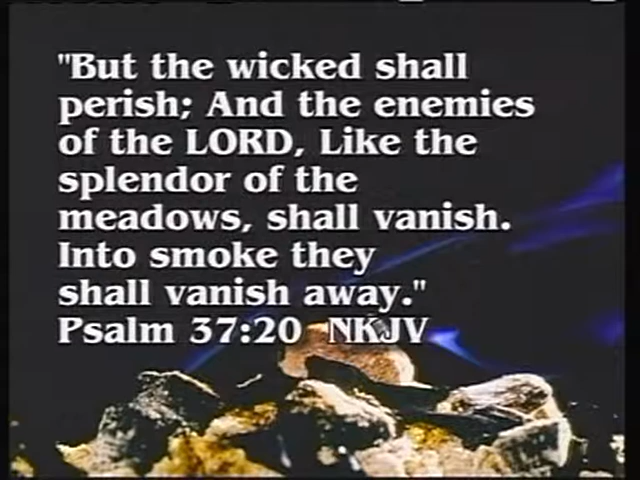 "But the wicked shall
perish; And the enemies
of the LORD, Like the
splendor of the
meadows, shall vanish.
Into smoke they
shall vanish away."
Psalm 37:20 NKJV